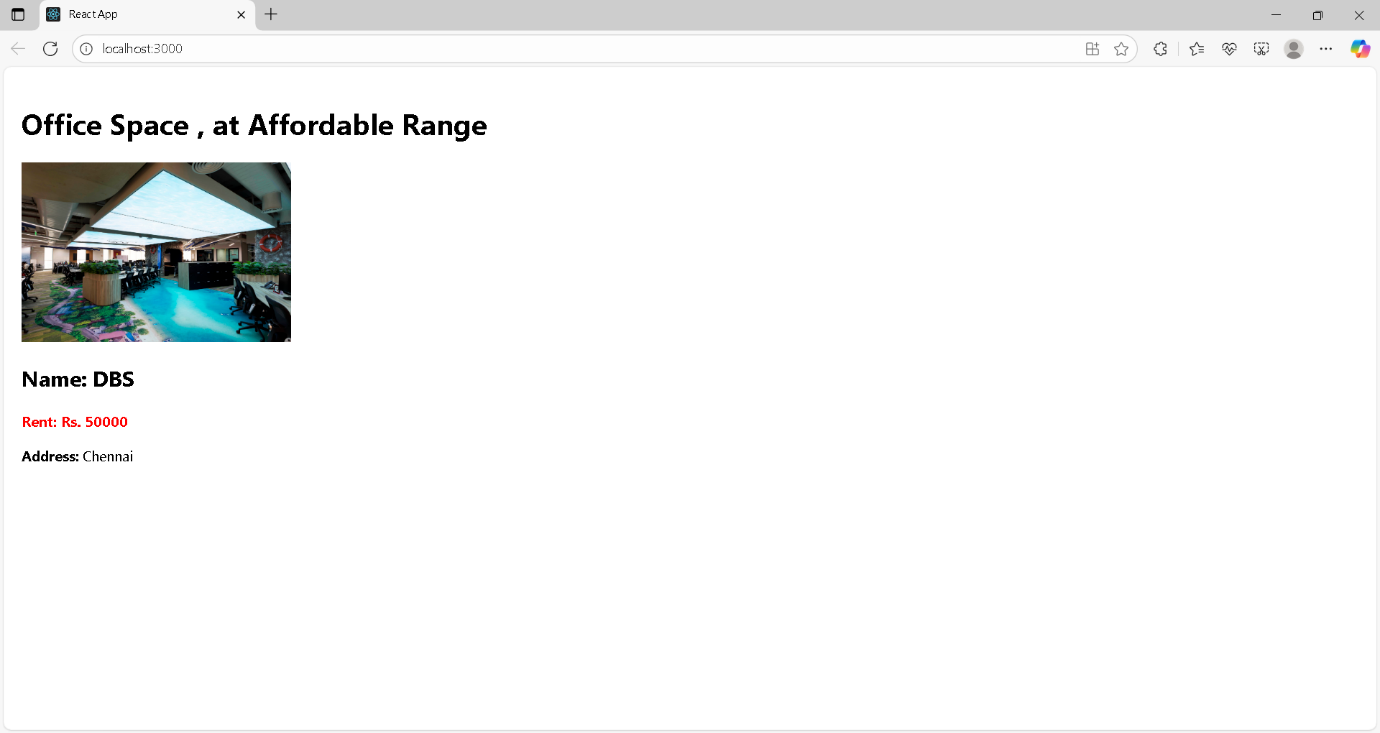 React App
localhost:3000
Office Space , at Affordable Range
Name: DBS
Rent: Rs. 50000
Address: Chennai